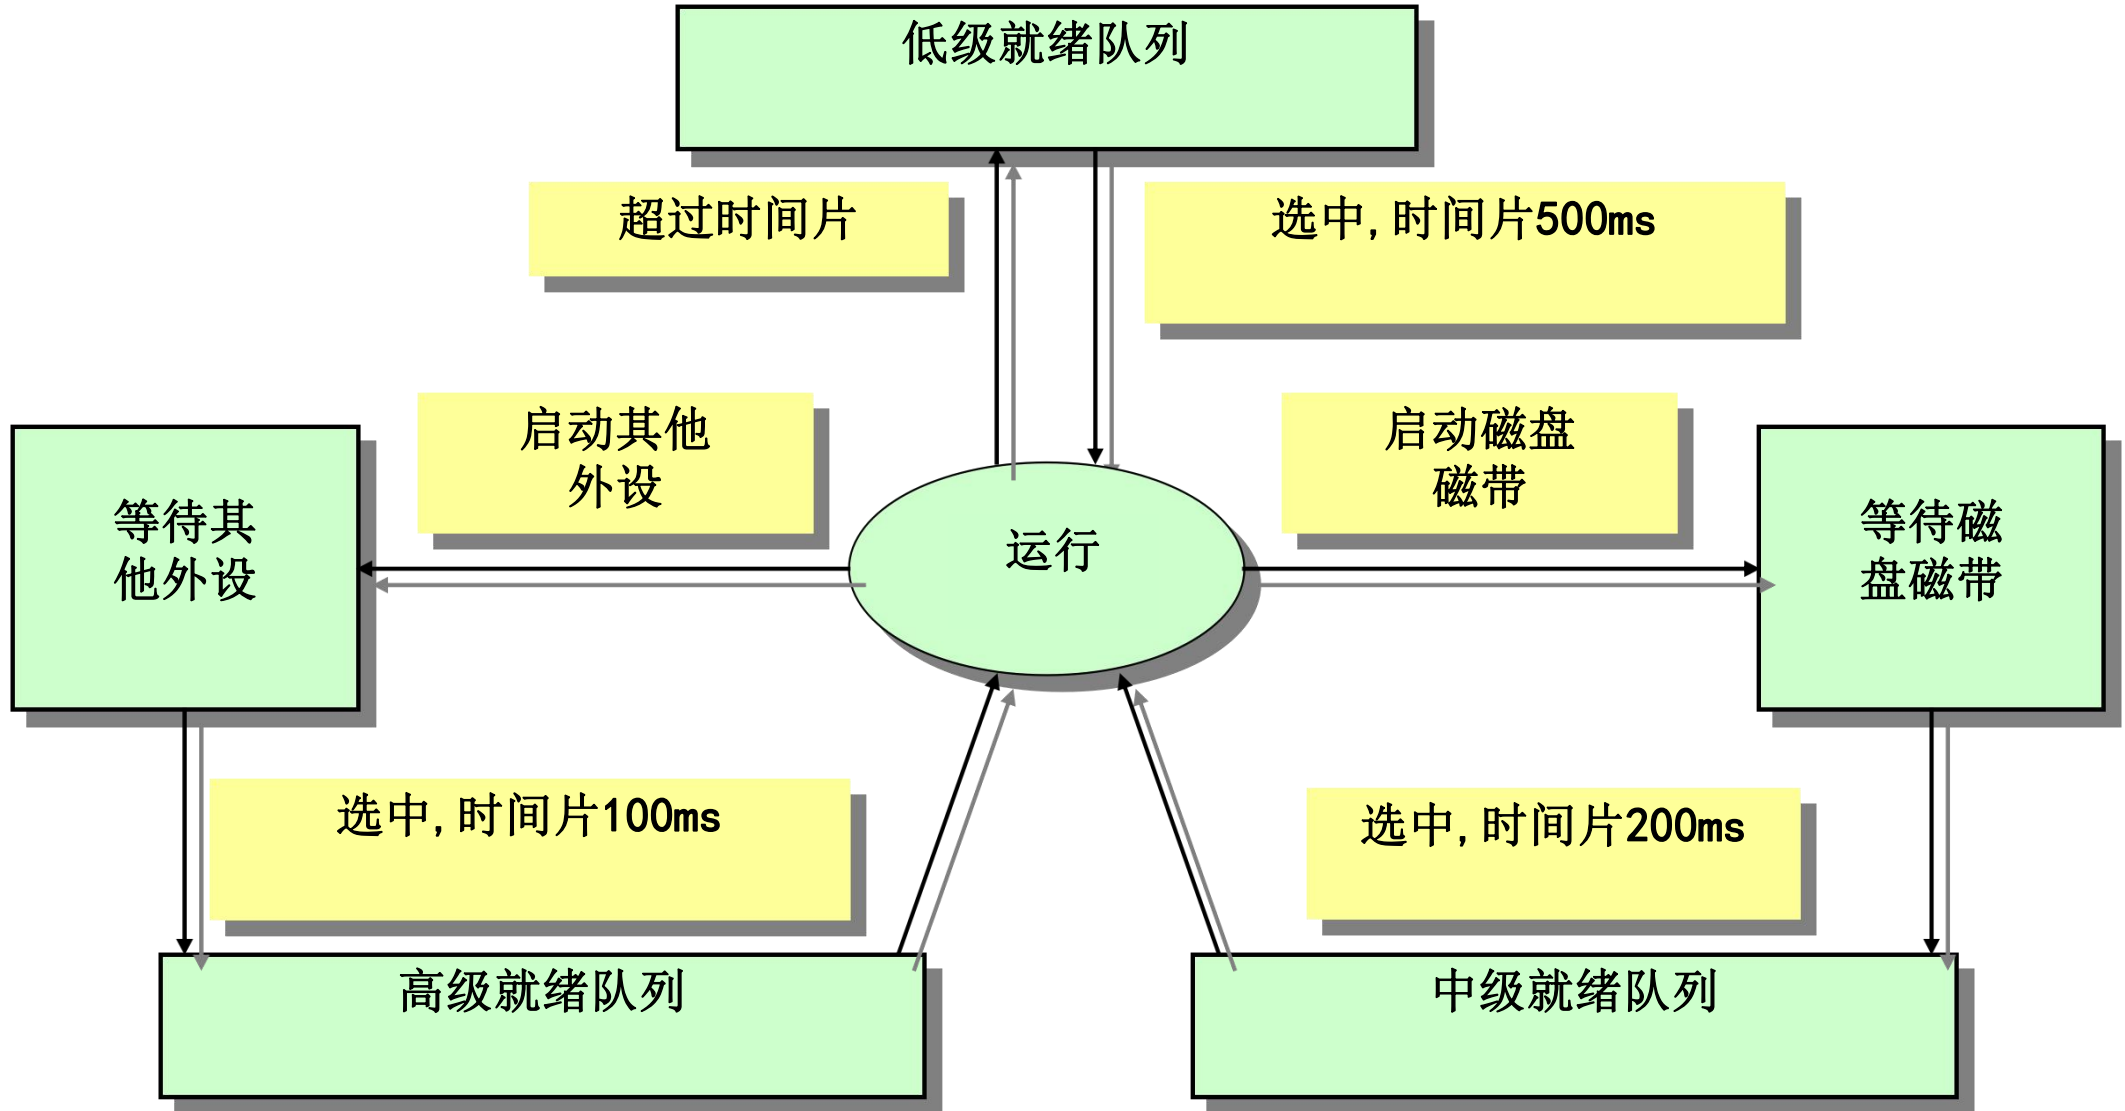 低级就绪队列
超过时间片
选中,时间片500ms
启动其他
外设
启动磁盘
磁带
等待其
他外设
运行
等待磁
盘磁带
选中,时间片100ms
选中,时间片200ms
高级就绪队列
中级就绪队列